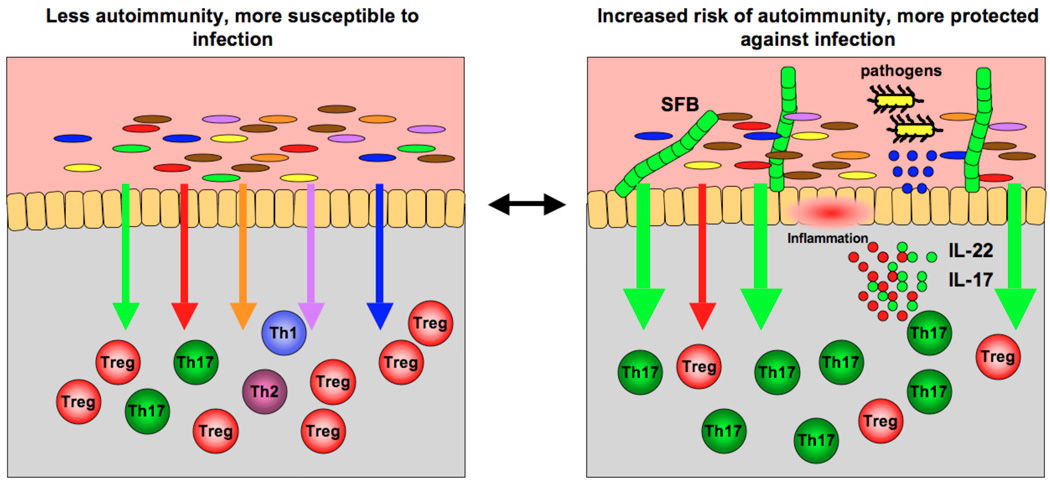 Less autoimmunity, more susceptible to
infection
Treg
Th1
Treg
Th17
Treg
Treg
Th2
Treg
Th17
Treg
Treg
Increased risk of autoimmunity, more protected
against infection
pathogens
SFB
Inflammation
IL-22
IL-17
Th17
Th17
Treg
Th17
Th17
Treg
Th17
Treg
Th17
Th17